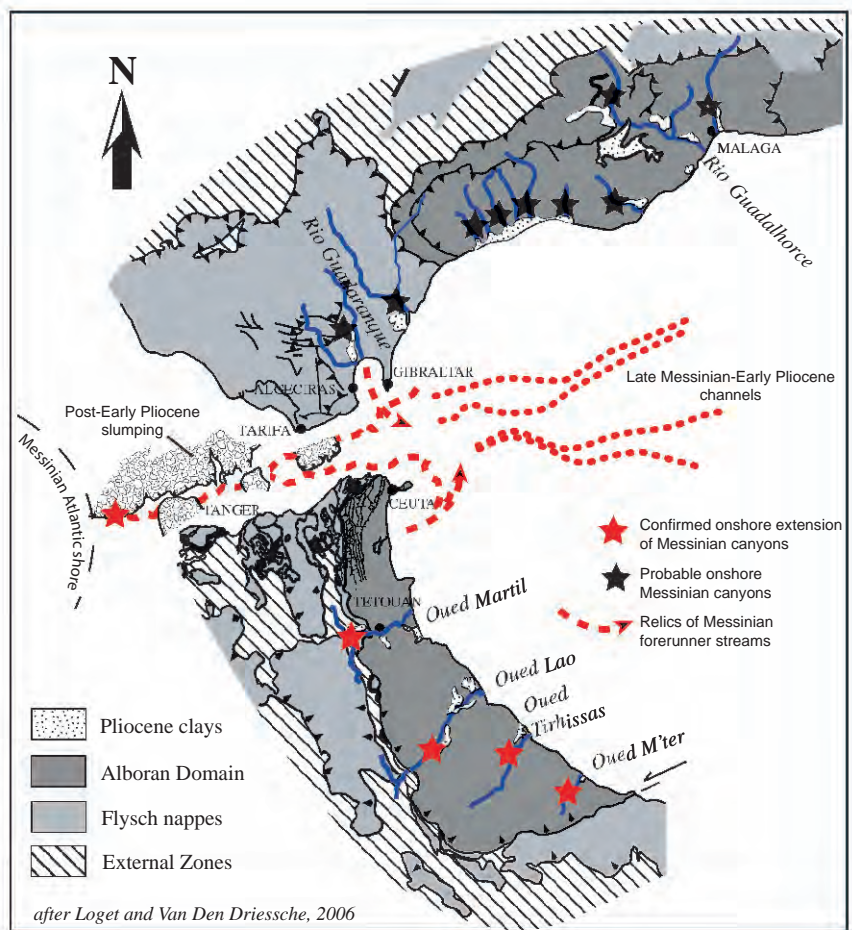 N
MALAGA
Rio Guadalhorce
Rio Guadaranque
GIBRALTAR
ALGECIRAS
Late Messinian-Early Pliocene
channels
Post-Early Pliocene
slumping
TARIFA
Messinian Atlantic shore
TANGER
CEUTA
Confirmed onshore extension
of Messinian canyons
Probable onshore
Messinian canyons
Relics of Messinian
forerunner streams
TETOUAN
Oued Martil
Oued Lao
Oued
Tirhissas
Oued M'ter
Pliocene clays
Alboran Domain
Flysch nappes
External Zones
after Loget and Van Den Driessche, 2006